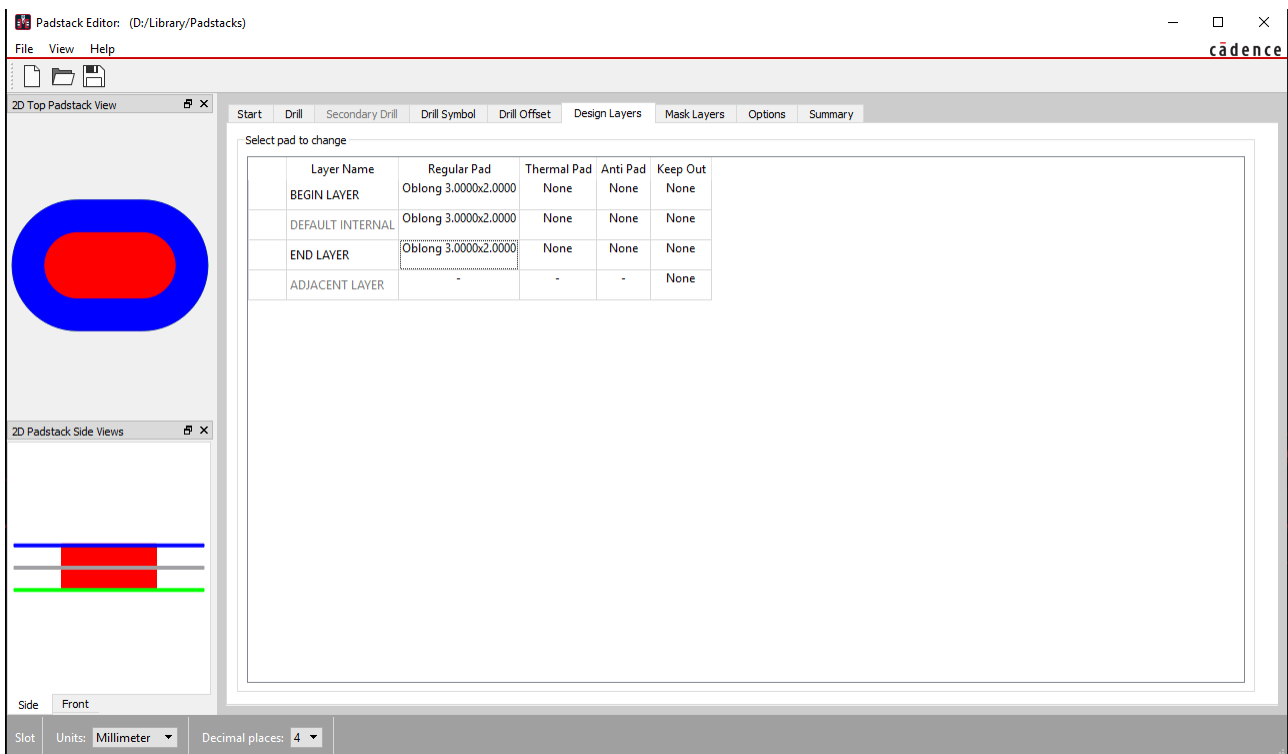 Padstack Editor: (D:/Library/Padstacks)
File View Help
cādence
2D Top Padstack View
Start Drill Secondary Drill Drill Symbol Drill Offset Design Layers Mask Layers Options Summary
Select pad to change
Layer Name Regular Pad Thermal Pad Anti Pad Keep Out
BEGIN LAYER Oblong 3.0000x2.0000 None None None
DEFAULT INTERNAL Oblong 3.0000x2.0000 None None None
END LAYER Oblong 3.0000x2.0000 None None None
ADJACENT LAYER - - - None
2D Padstack Side Views
Side Front
Slot Units: Millimeter Decimal places: 4